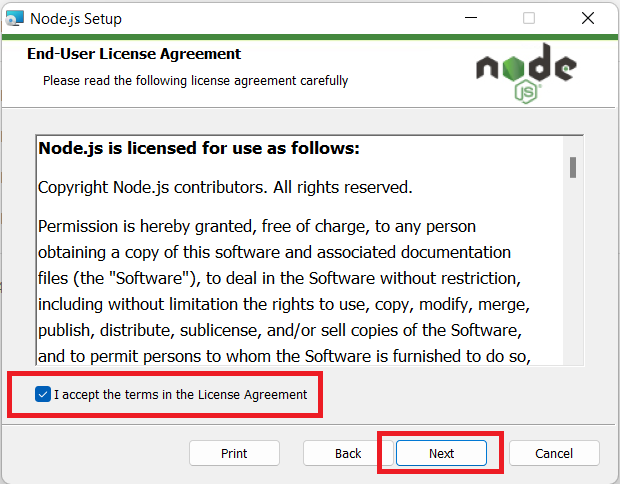 Node.js Setup
End-User License Agreement
Please read the following license agreement carefully
node
JS
Node.js is licensed for use as follows:
Copyright Node.js contributors. All rights reserved.
Permission is hereby granted, free of charge, to any person
obtaining a copy of this software and associated documentation
files (the "Software"), to deal in the Software without restriction,
including without limitation the rights to use, copy, modify, merge,
publish, distribute, sublicense, and/or sell copies of the Software,
and to permit persons to whom the Software is furnished to do so,
I accept the terms in the License Agreement
Print Back Next Cancel